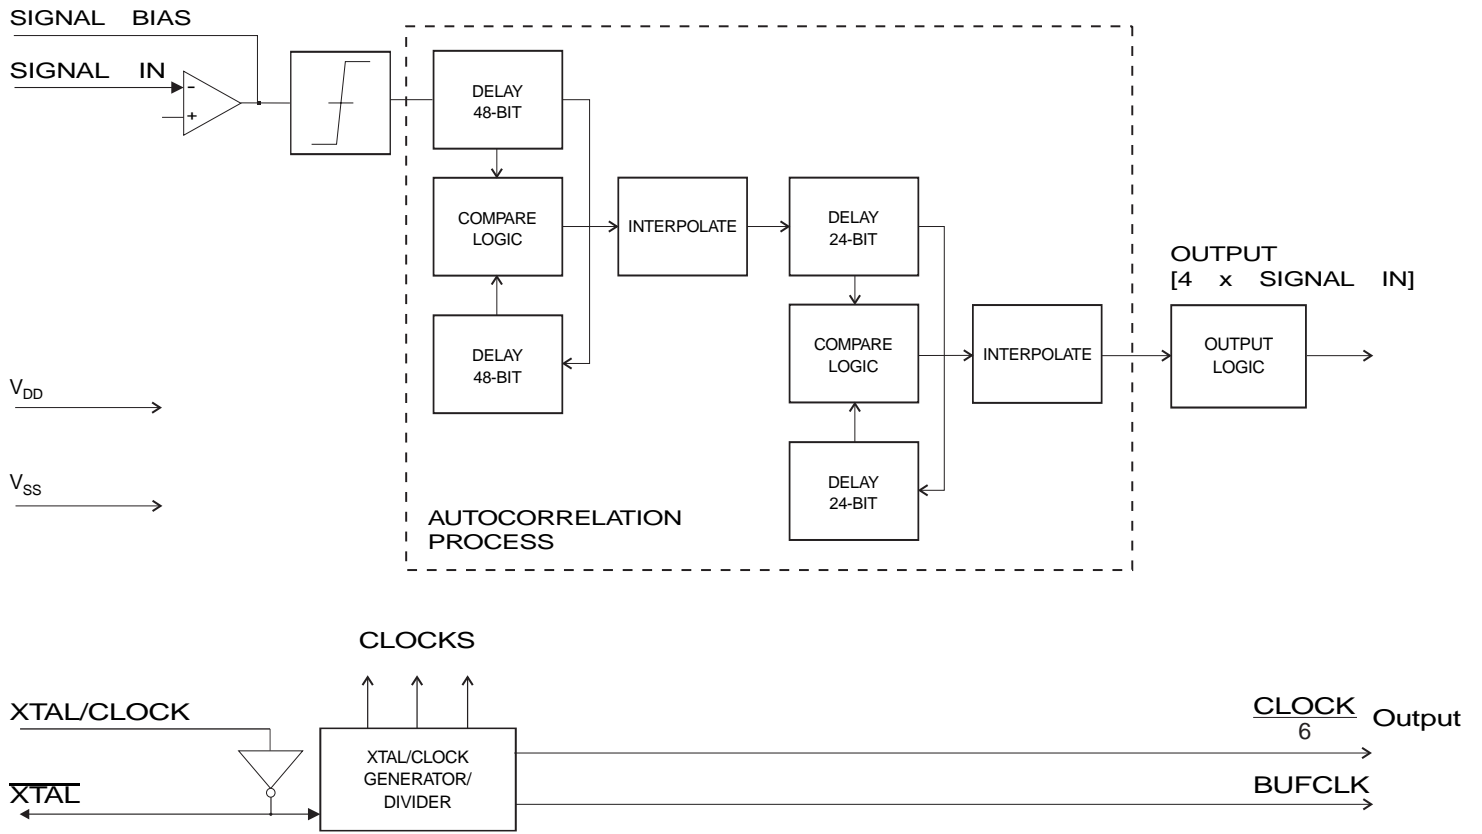 SIGNAL BIAS
SIGNAL IN
-
+
DELAY
48-BIT
COMPARE
LOGIC
DELAY
48-BIT
INTERPOLATE
DELAY
24-BIT
COMPARE
LOGIC
DELAY
24-BIT
INTERPOLATE
OUTPUT
[4 x SIGNAL IN]
OUTPUT
LOGIC
VDD
VSS
AUTOCORRELATION
PROCESS
CLOCKS
XTAL/CLOCK
XTAL
XTAL/CLOCK
GENERATOR/
DIVIDER
CLOCK
6
Output
BUFCLK